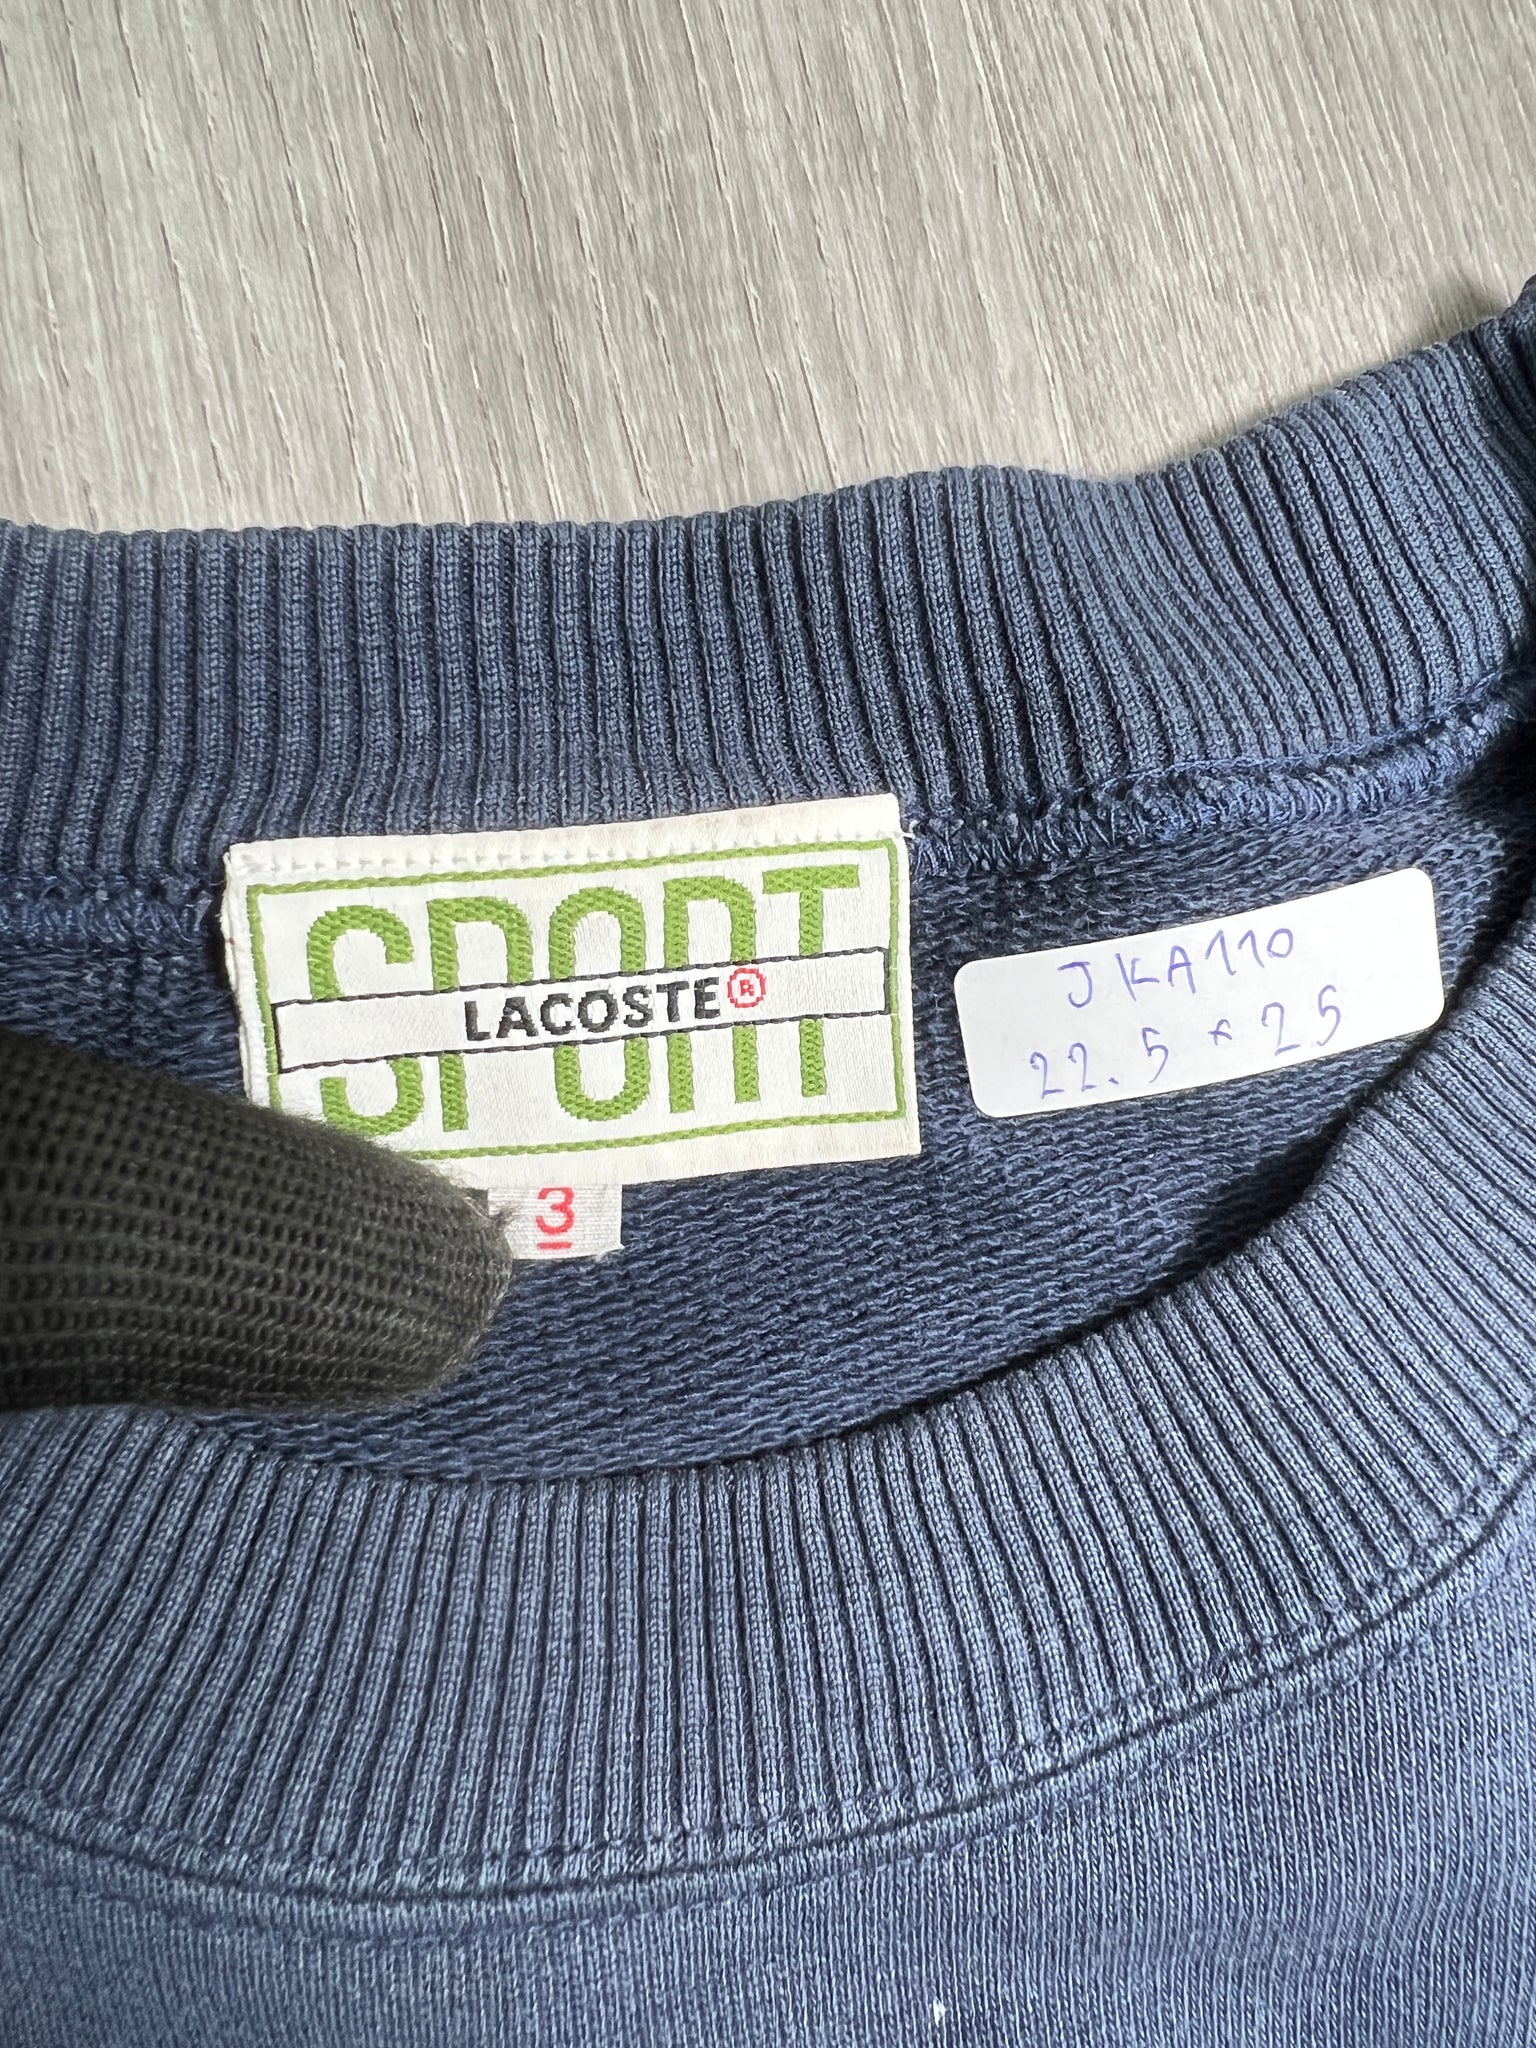 SPORT
LACOSTE®
3
JKA110
22.5 × 25